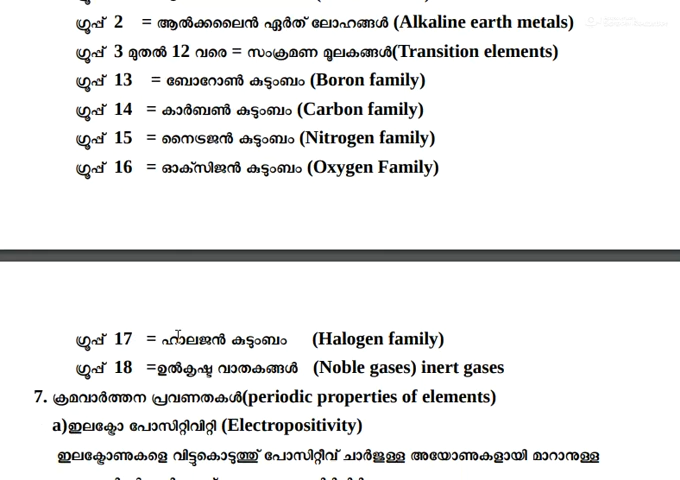 ഗ്രൂപ്പ് 2 = ആൽക്കലൈൻ ഏർത് ലോഹങ്ങൾ (Alkaline earth metals)
ഗ്രൂപ്പ് 3 മുതൽ 12 വരെ = സംക്രമണ മൂലകങ്ങൾ(Transition elements)
ഗ്രൂപ്പ് 13 = ബോറോൺ കുടുംബം (Boron family)
ഗ്രൂപ്പ് 14 = കാർബൺ കുടുംബം (Carbon family)
ഗ്രൂപ്പ് 15 = നൈട്രജൻ കുടുംബം (Nitrogen family)
ഗ്രൂപ്പ് 16 = ഓക്സിജൻ കുടുംബം (Oxygen Family)
ഗ്രൂപ്പ് 17 = ഹാലജൻ കുടുംബം (Halogen family)
ഗ്രൂപ്പ് 18 =ഉൽകൃഷ്ട വാതകങ്ങൾ (Noble gases) inert gases
7. ക്രമവാർത്തന പ്രവണതകൾ(periodic properties of elements)
a)ഇലക്ട്രോ പോസിറ്റിവിറ്റി (Electropositivity)
ഇലക്ട്രോണുകളെ വിട്ടുകൊടുത്ത് പോസിറ്റീവ് ചാർജുള്ള അയോണുകളായി മാറാനുള്ള